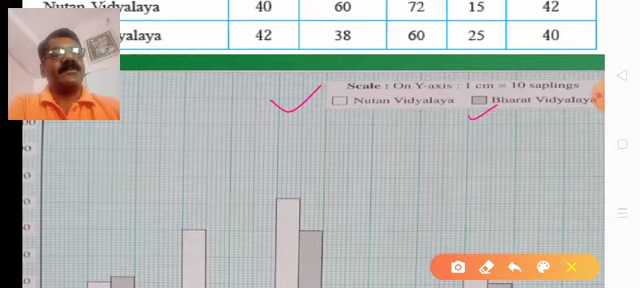 Nutan Vidyalaya 40 60 72 15 42
yalaya 42 38 60 25 40
Scale : On Y-axis : 1 cm = 10 saplings
Nutan Vidyalaya Bharat Vidyalaya